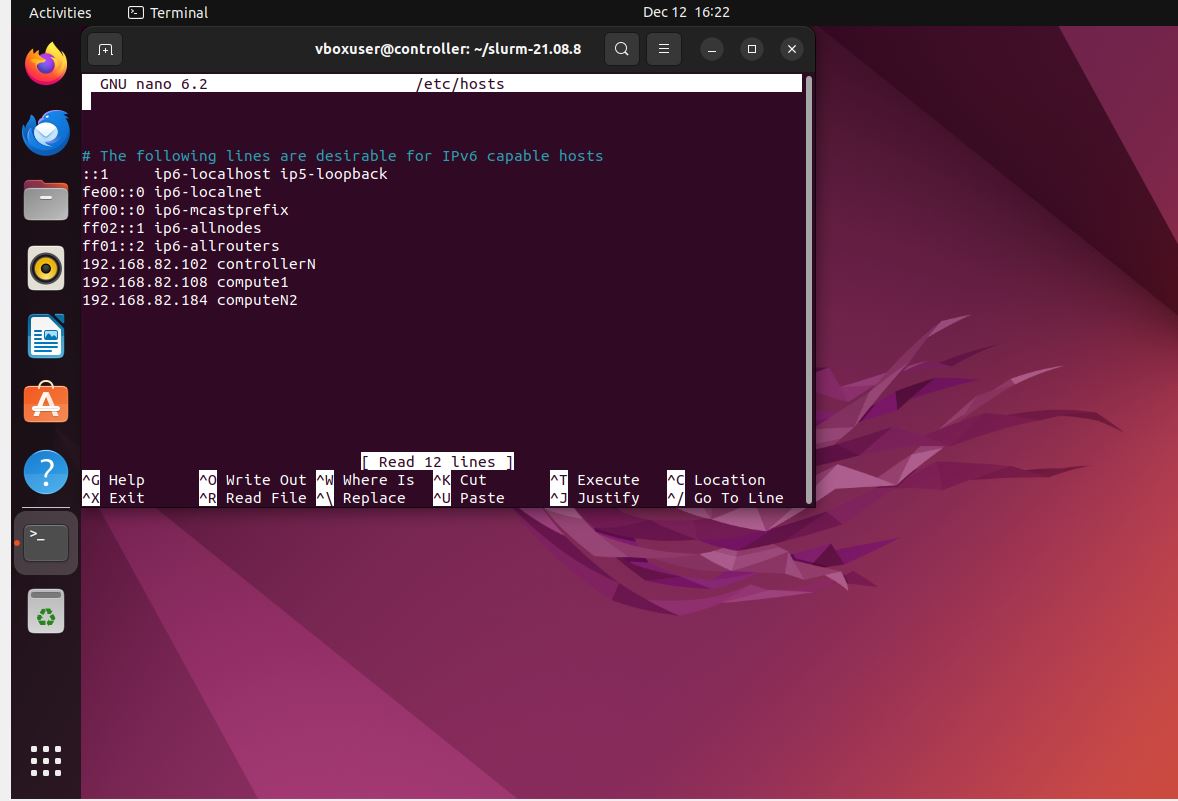 Activities Terminal Dec 12 16:22
vboxuser@controller: ~/slurm-21.08.8
GNU nano 6.2 /etc/hosts
# The following lines are desirable for IPv6 capable hosts
::1 ip6-localhost ip5-loopback
fe00::0 ip6-localnet
ff00::0 ip6-mcastprefix
ff02::1 ip6-allnodes
ff01::2 ip6-allrouters
192.168.82.102 controllerN
192.168.82.108 compute1
192.168.82.184 computeN2
[ Read 12 lines ]
^G Help ^O Write Out ^W Where Is ^K Cut ^T Execute ^C Location
^X Exit ^R Read File ^\ Replace ^U Paste ^J Justify ^/ Go To Line